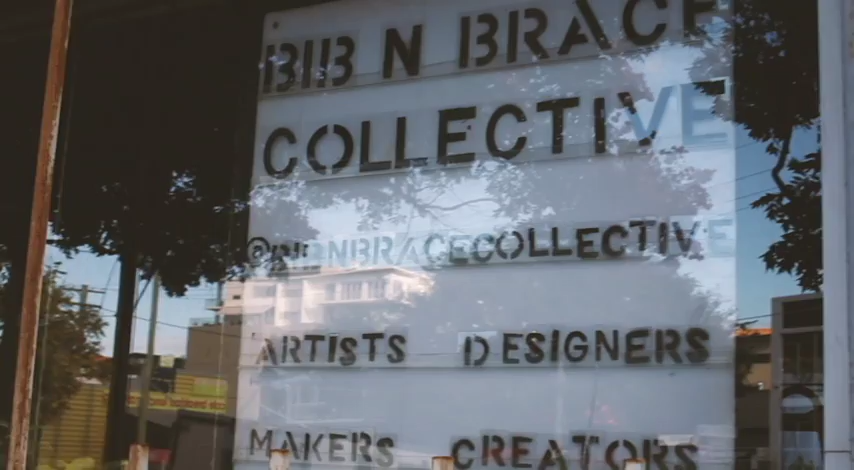 BIB N BRACE
COLLECTIVE
@BIBNBRACECOLLECTIVE
ARTISTS DESIGNERS
MAKERS CREATORS